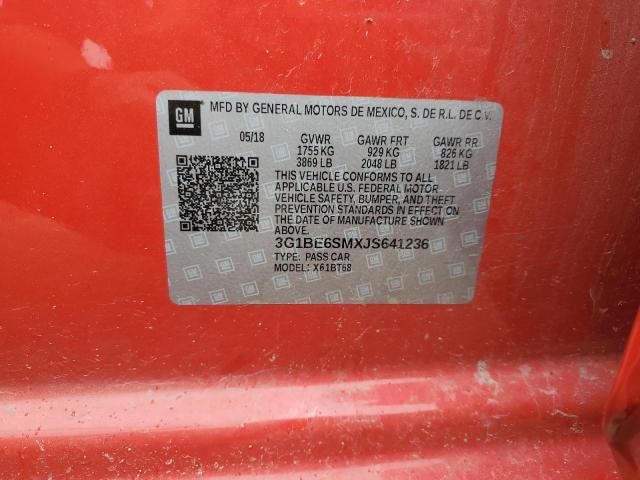 GM
MFD BY GENERAL MOTORS DE MEXICO, S. DE R.L. DE C.V.
05/18 GVWR GAWR FRT GAWR RR
1755 KG 929 KG 826 KG
3869 LB 2048 LB 1821 LB
THIS VEHICLE CONFORMS TO ALL
APPLICABLE U.S. FEDERAL MOTOR
VEHICLE SAFETY, BUMPER, AND THEFT
PREVENTION STANDARDS IN EFFECT ON
THE DATE OF MANUFACTURE SHOWN
ABOVE.
3G1BE6SMXJS641236
TYPE: PASS CAR
MODEL: X61BT68